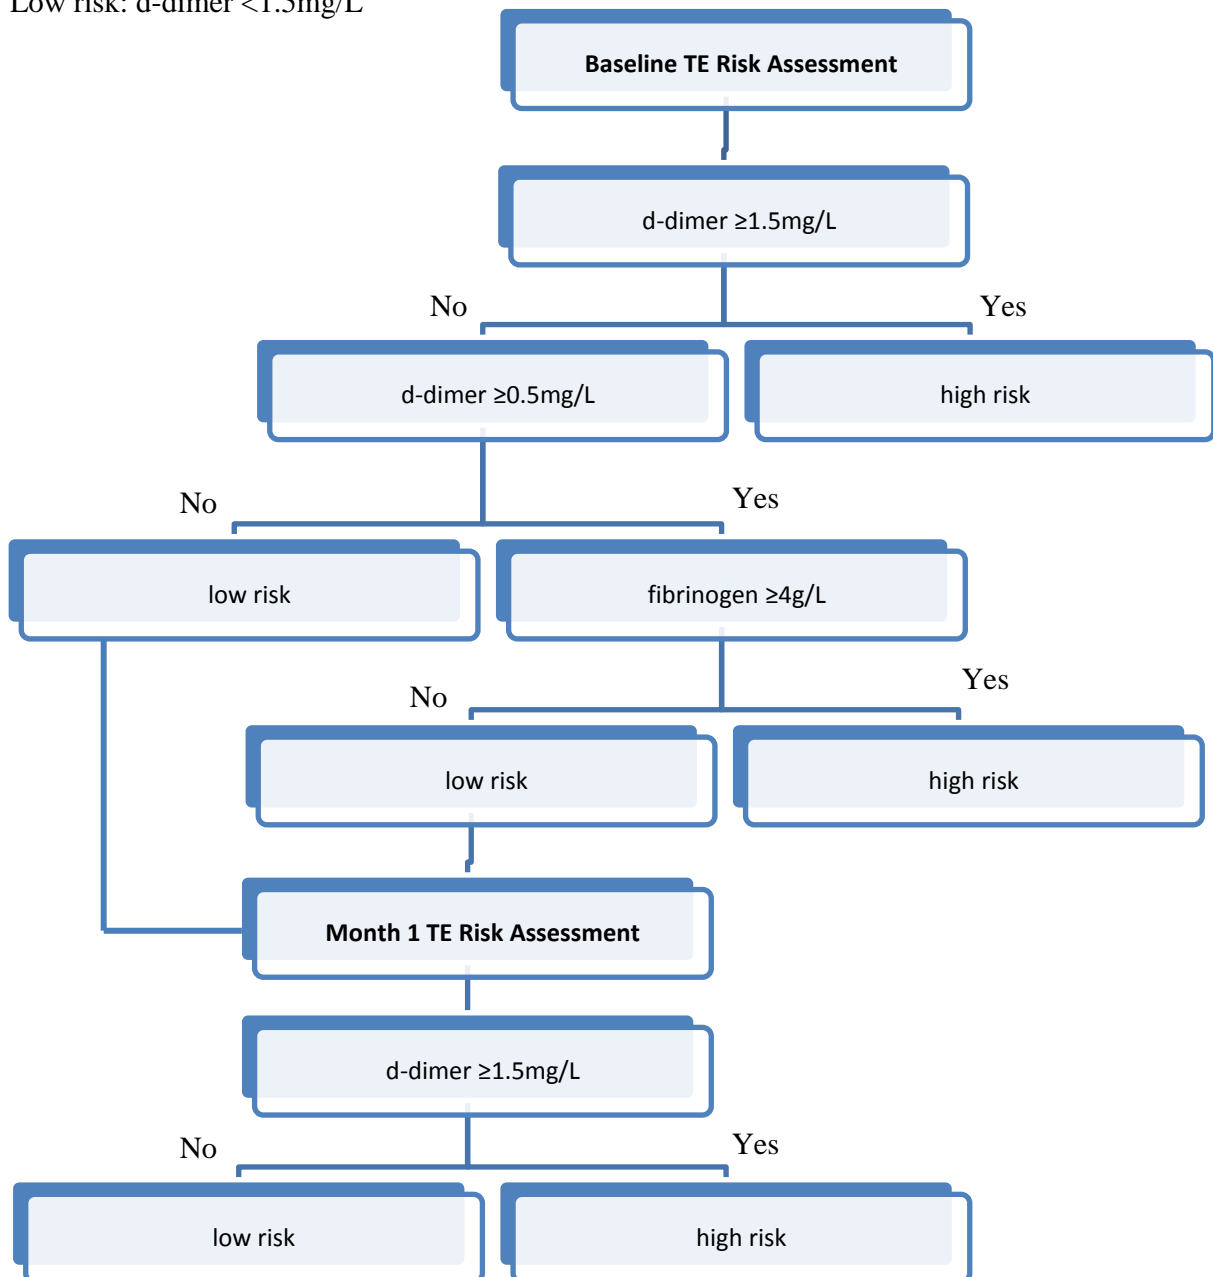 Low risk: d-dimer <1.5mg/L
Baseline TE Risk Assessment
d-dimer ≥1.5mg/L
No
Yes
d-dimer ≥0.5mg/L
high risk
No
Yes
low risk
fibrinogen ≥4g/L
No
Yes
low risk
high risk
Month 1 TE Risk Assessment
d-dimer ≥1.5mg/L
No
Yes
low risk
high risk